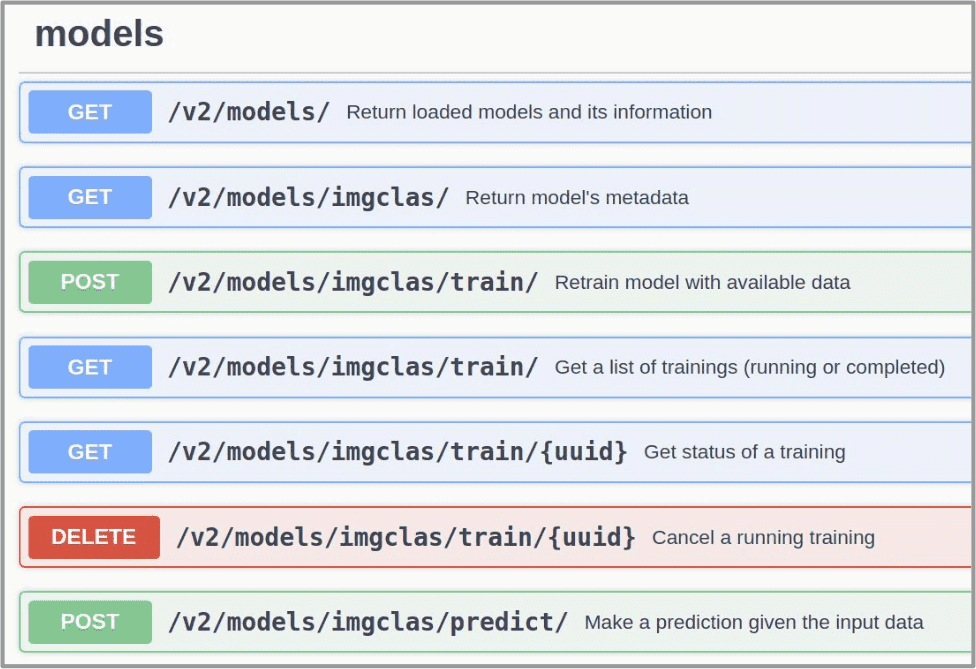 models
GET /v2/models/ Return loaded models and its information
GET /v2/models/imgclas/ Return model's metadata
POST /v2/models/imgclas/train/ Retrain model with available data
GET /v2/models/imgclas/train/ Get a list of trainings (running or completed)
GET /v2/models/imgclas/train/{uuid} Get status of a training
DELETE /v2/models/imgclas/train/{uuid} Cancel a running training
POST /v2/models/imgclas/predict/ Make a prediction given the input data